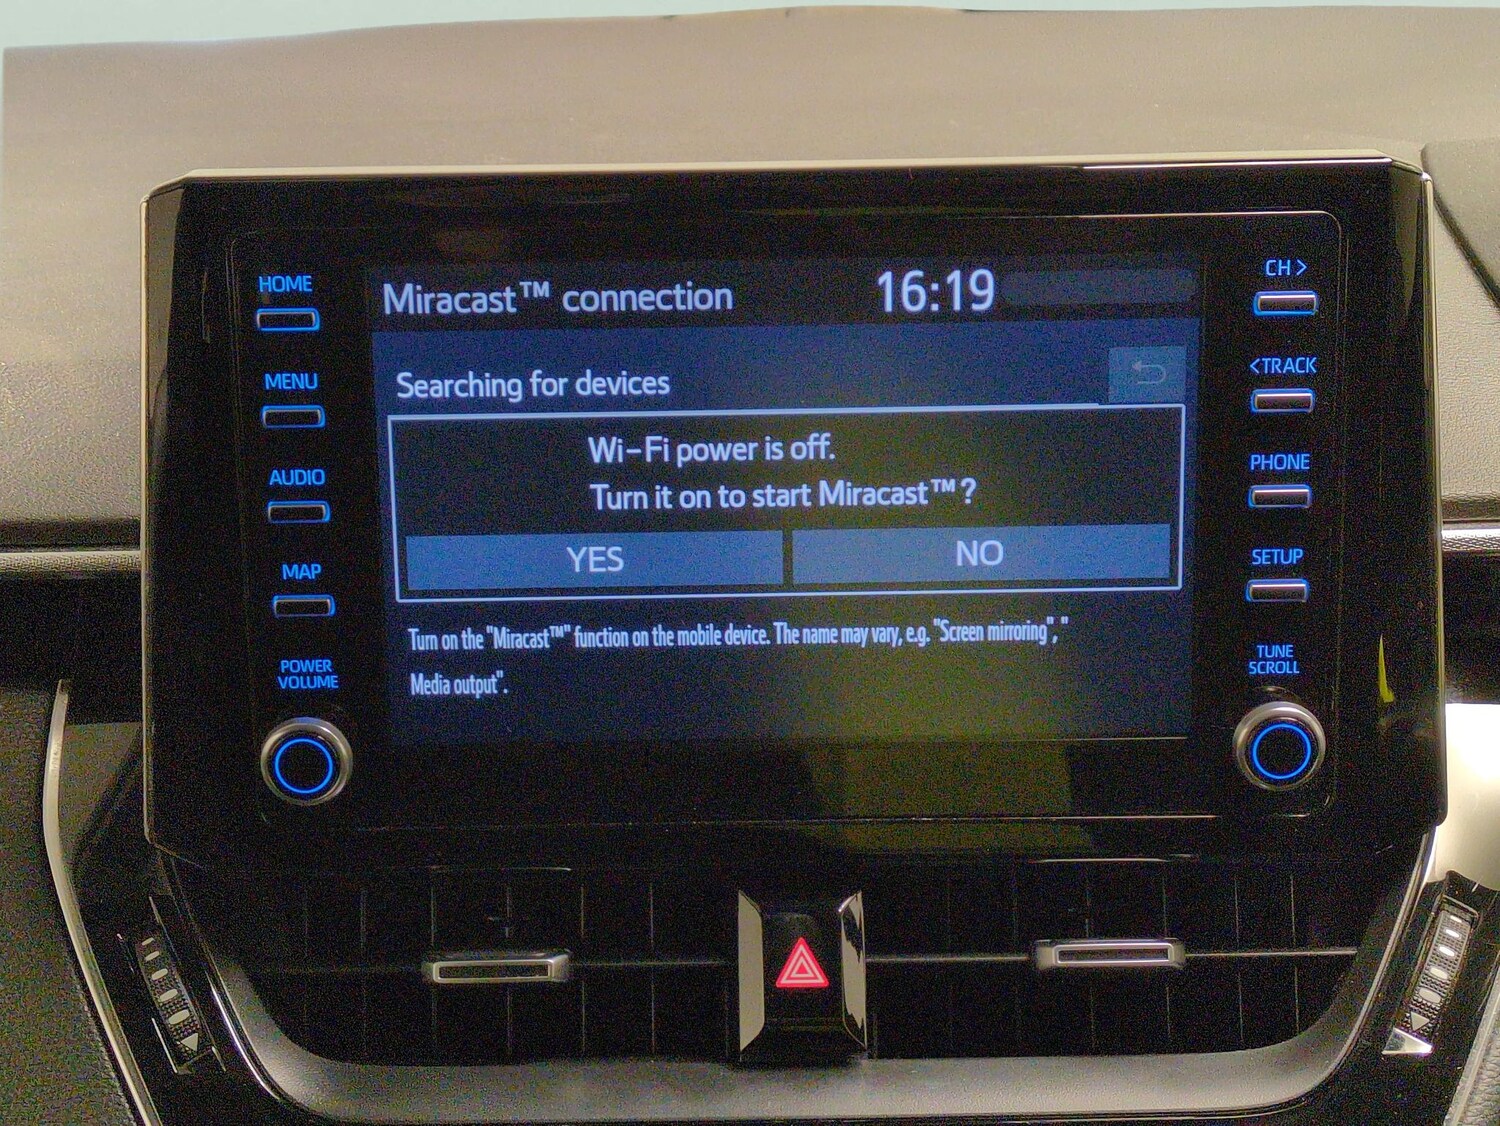 HOME
MENU
AUDIO
MAP
POWER
VOLUME
Miracast™ connection 16:19
Searching for devices
Wi-Fi power is off.
Turn it on to start Miracast™?
YES NO
Turn on the "Miracast™" function on the mobile device. The name may vary, e.g. "Screen mirroring", "
Media output".
CH >
<TRACK
PHONE
SETUP
TUNE
SCROLL